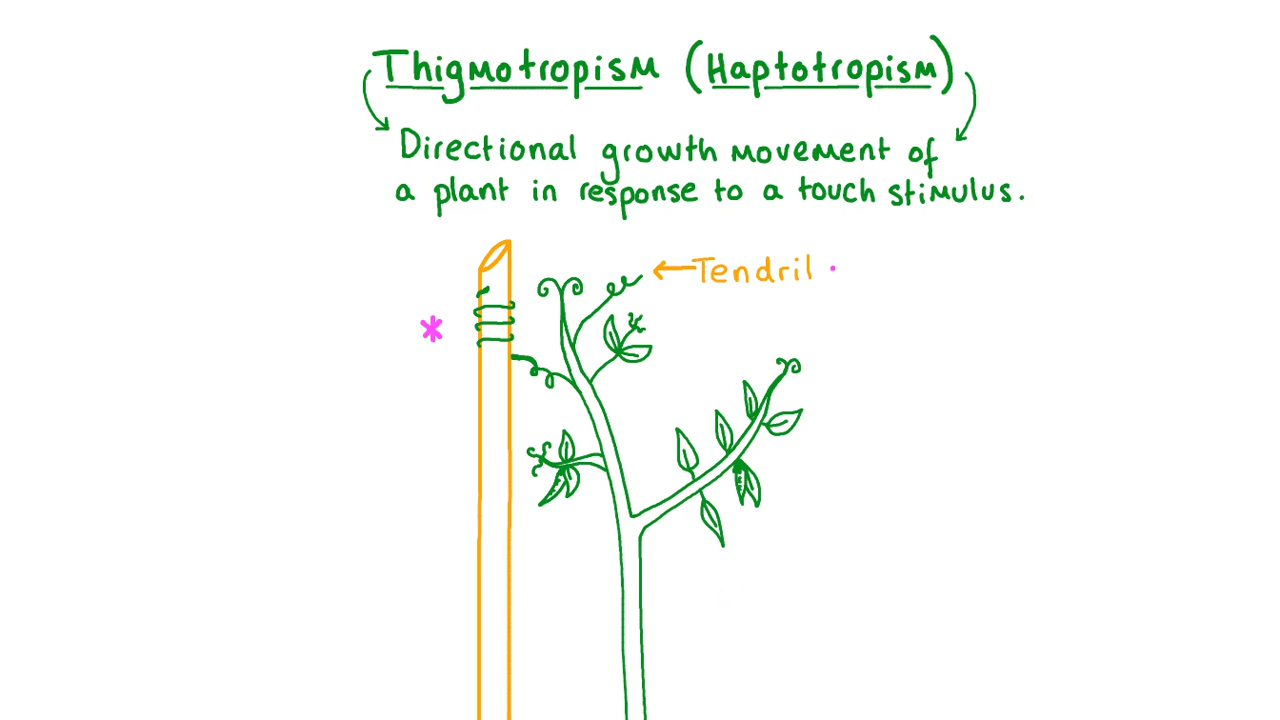 Thigmotropism (Haptotropism)
Directional growth movement of
a plant in response to a touch stimulus.
*
←Tendril